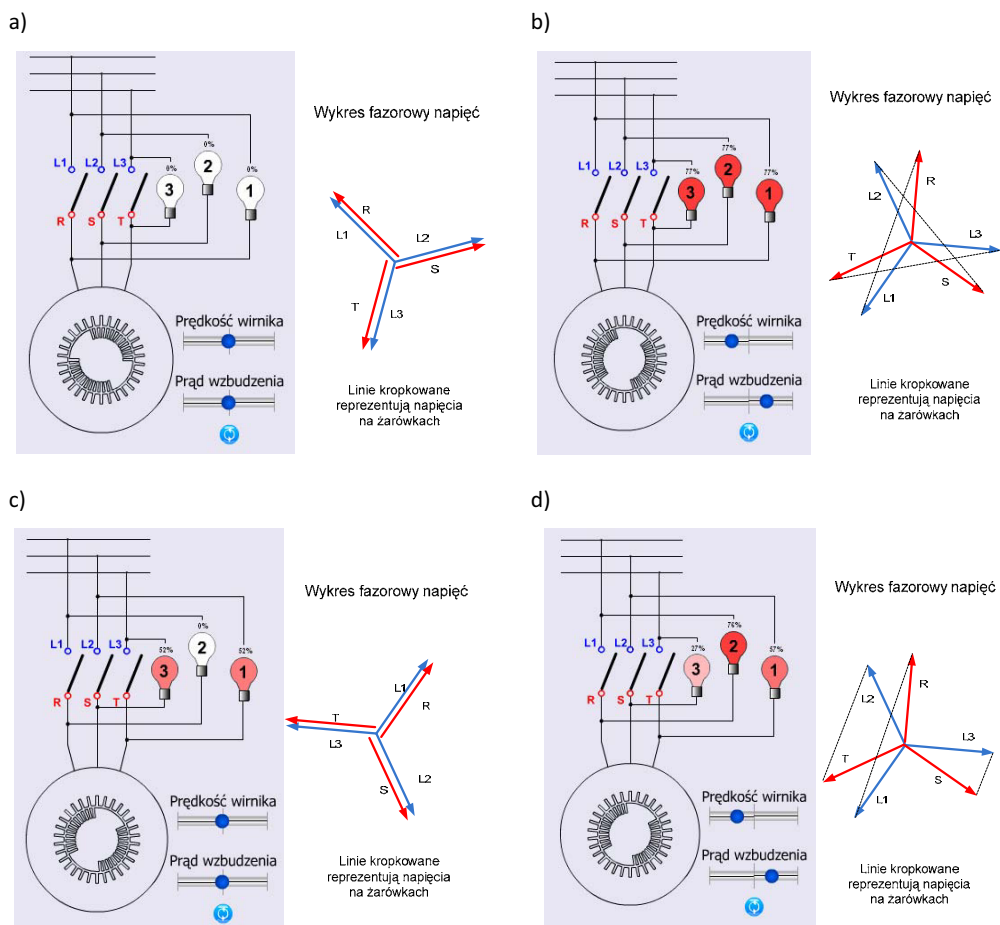 a)
Wykres fazorowy napięć
L1 L2 L3
0% 0% 0%
3 2 1
R S T
R
L1
L2
S
T
L3
Prędkość wirnika
Prąd wzbudzenia
Linie kropkowane
reprezentują napięcia
na żarówkach
b)
Wykres fazorowy napięć
L1 L2 L3
77% 77% 77%
3 2 1
R S T
R
L2
L3
T
S
L1
Prędkość wirnika
Prąd wzbudzenia
Linie kropkowane
reprezentują napięcia
na żarówkach
c)
Wykres fazorowy napięć
L1 L2 L3
52% 0% 52%
3 2 1
R S T
L1
R
T
L3
L2
S
Prędkość wirnika
Prąd wzbudzenia
Linie kropkowane
reprezentują napięcia
na żarówkach
d)
Wykres fazorowy napięć
L1 L2 L3
27% 76% 57%
3 2 1
R S T
R
L2
L3
T
S
L1
Prędkość wirnika
Prąd wzbudzenia
Linie kropkowane
reprezentują napięcia
na żarówkach